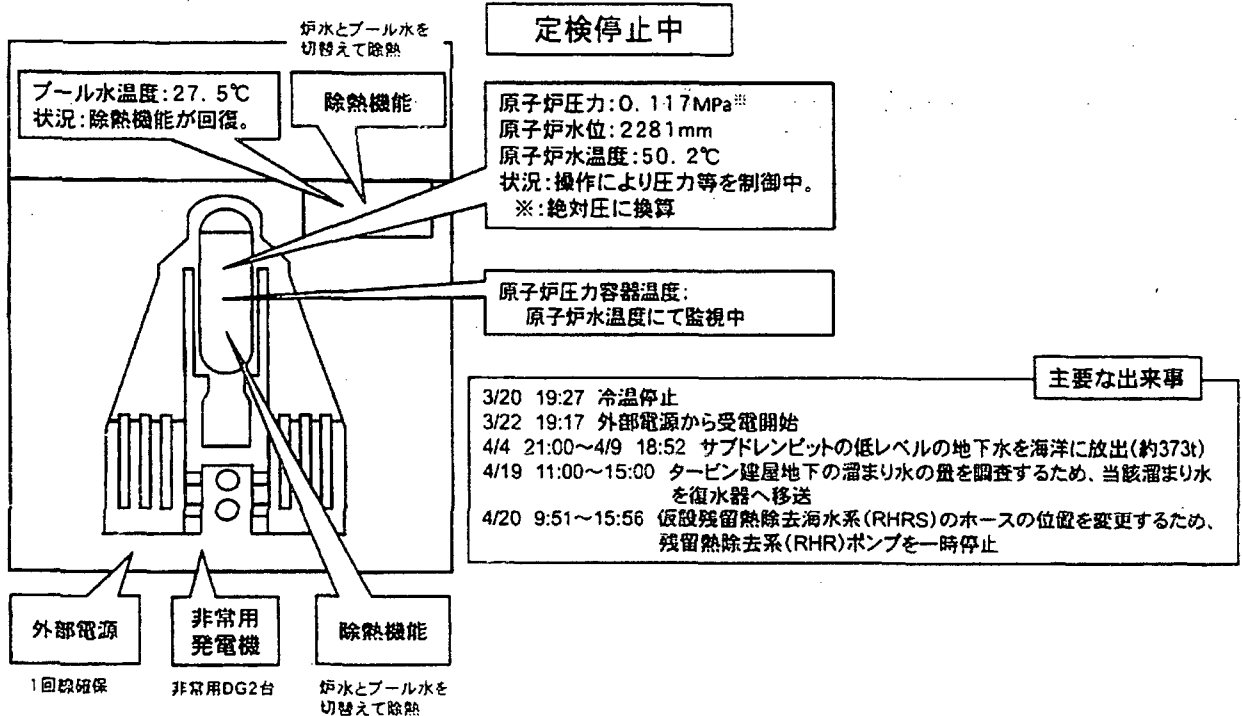 炉水とプール水を
切替えて除熱
定検停止中
プール水温度:27.5℃
状況:除熱機能が回復。
除熱機能
原子炉圧力:0.117MPa※
原子炉水位:2281mm
原子炉水温度:50.2℃
状況:操作により圧力等を制御中。
※:絶対圧に換算
原子炉圧力容器温度:
原子炉水温度にて監視中
主要な出来事
3/20 19:27 冷温停止
3/22 19:17 外部電源から受電開始
4/4 21:00～4/9 18:52 サブドレンピットの低レベルの地下水を海洋に放出(約373t)
4/19 11:00～15:00 タービン建屋地下の溜まり水の量を調査するため、当該溜まり水
を復水器へ移送
4/20 9:51～15:56 仮設残留熱除去海水系(RHRS)のホースの位置を変更するため、
残留熱除去系(RHR)ポンプを一時停止
外部電源
非常用
発電機
除熱機能
1回線確保
非常用DG2台
炉水とプール水を
切替えて除熱